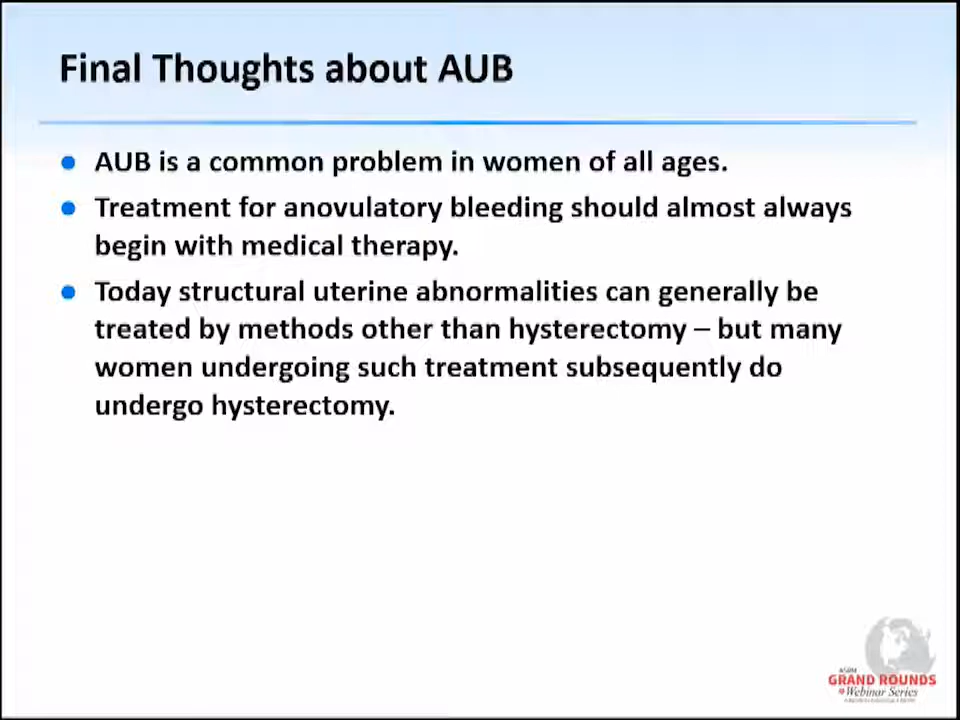 Final Thoughts about AUB
AUB is a common problem in women of all ages.
Treatment for anovulatory bleeding should almost always
begin with medical therapy.
Today structural uterine abnormalities can generally be
treated by methods other than hysterectomy – but many
women undergoing such treatment subsequently do
undergo hysterectomy.
ASRM
GRAND ROUNDS
Webinar Series